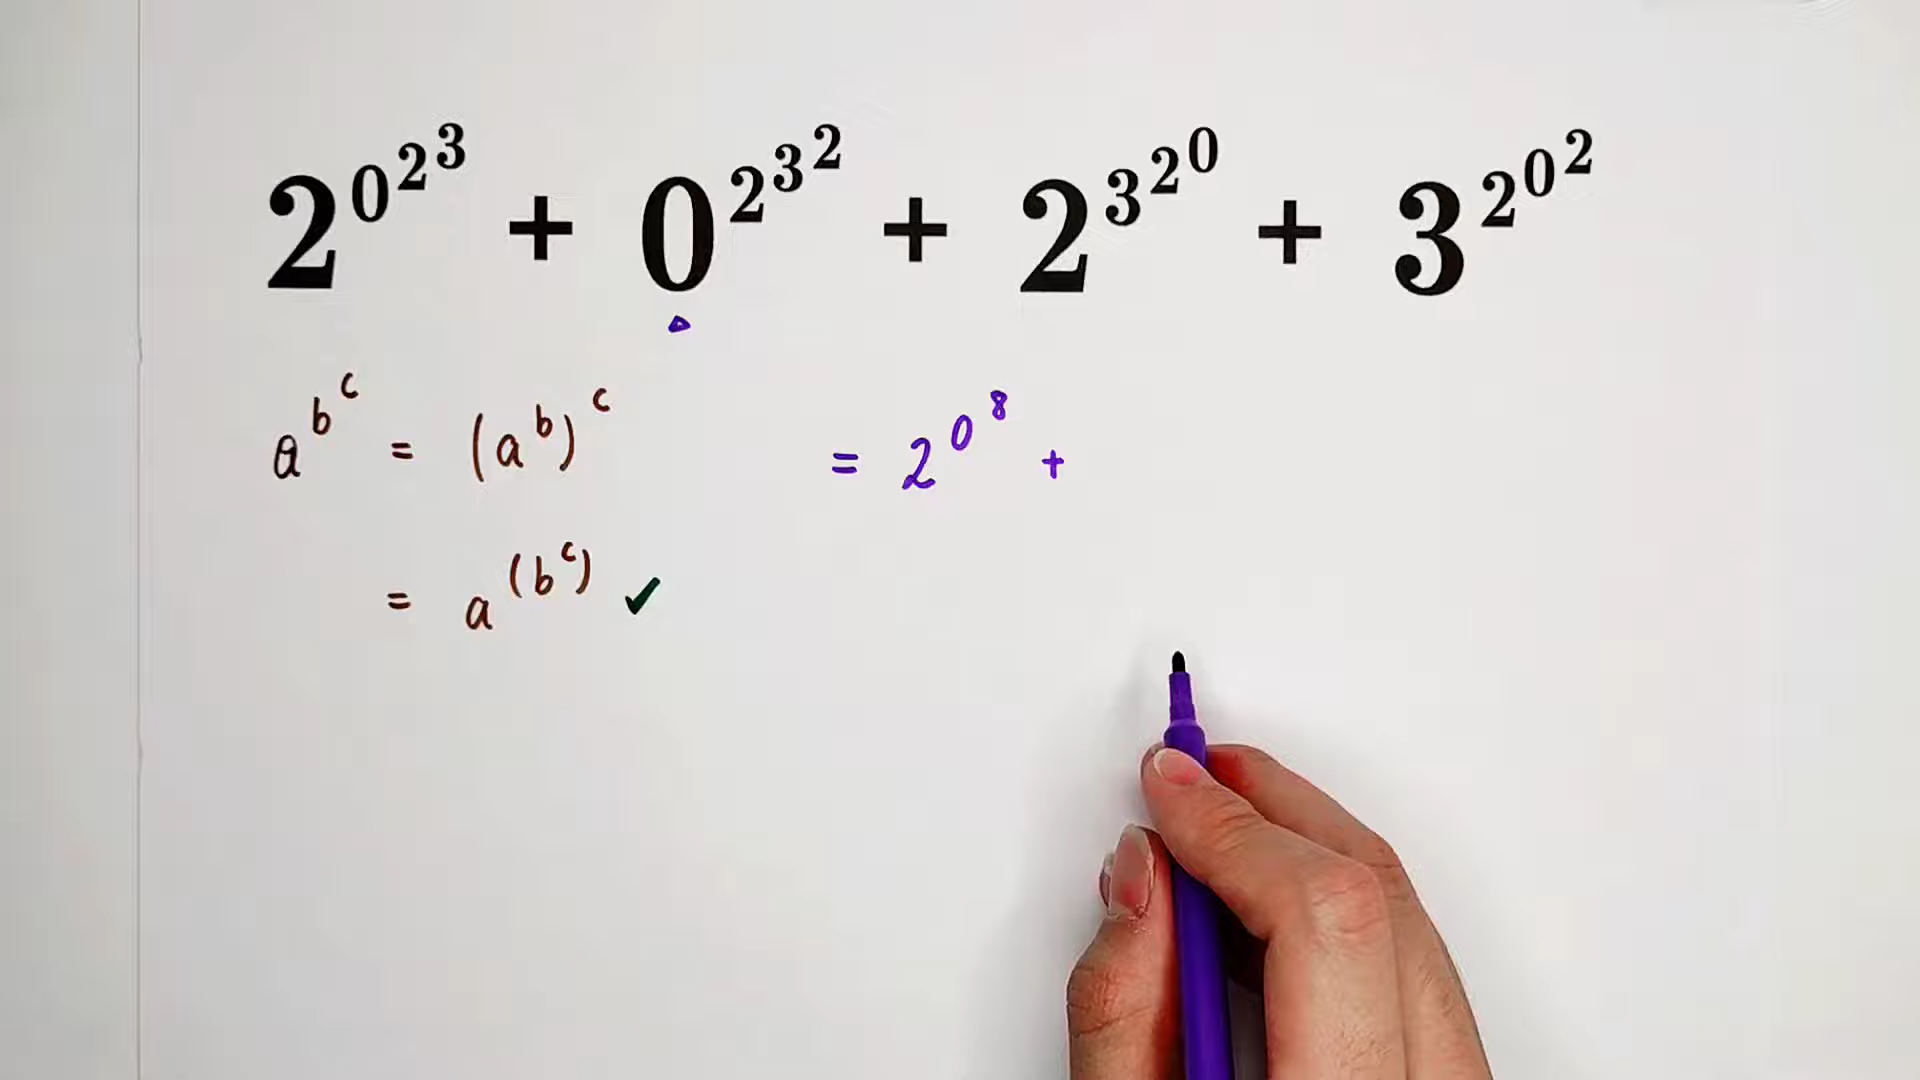 2^{0^{2^3}} + 0^{2^{3^2}} + 2^{3^{2^0}} + 3^{2^{0^2}}
a^{b^c} = (a^b)^c
= a^{(b^c)} ✓
= 2^{0^8} +